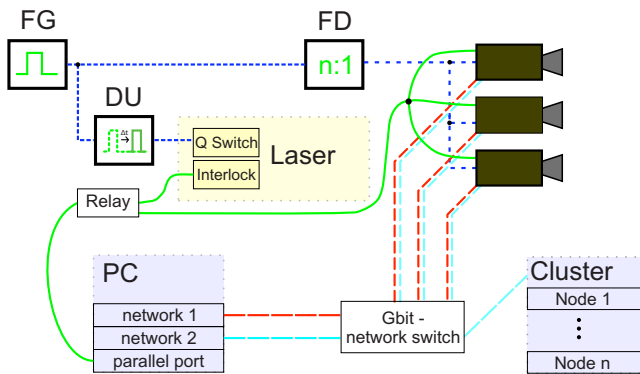 FG
FD
n:1
DU
Δt
Q Switch
Laser
Interlock
Relay
PC
network 1
network 2
parallel port
Gbit -
network switch
Cluster
Node 1
Node n